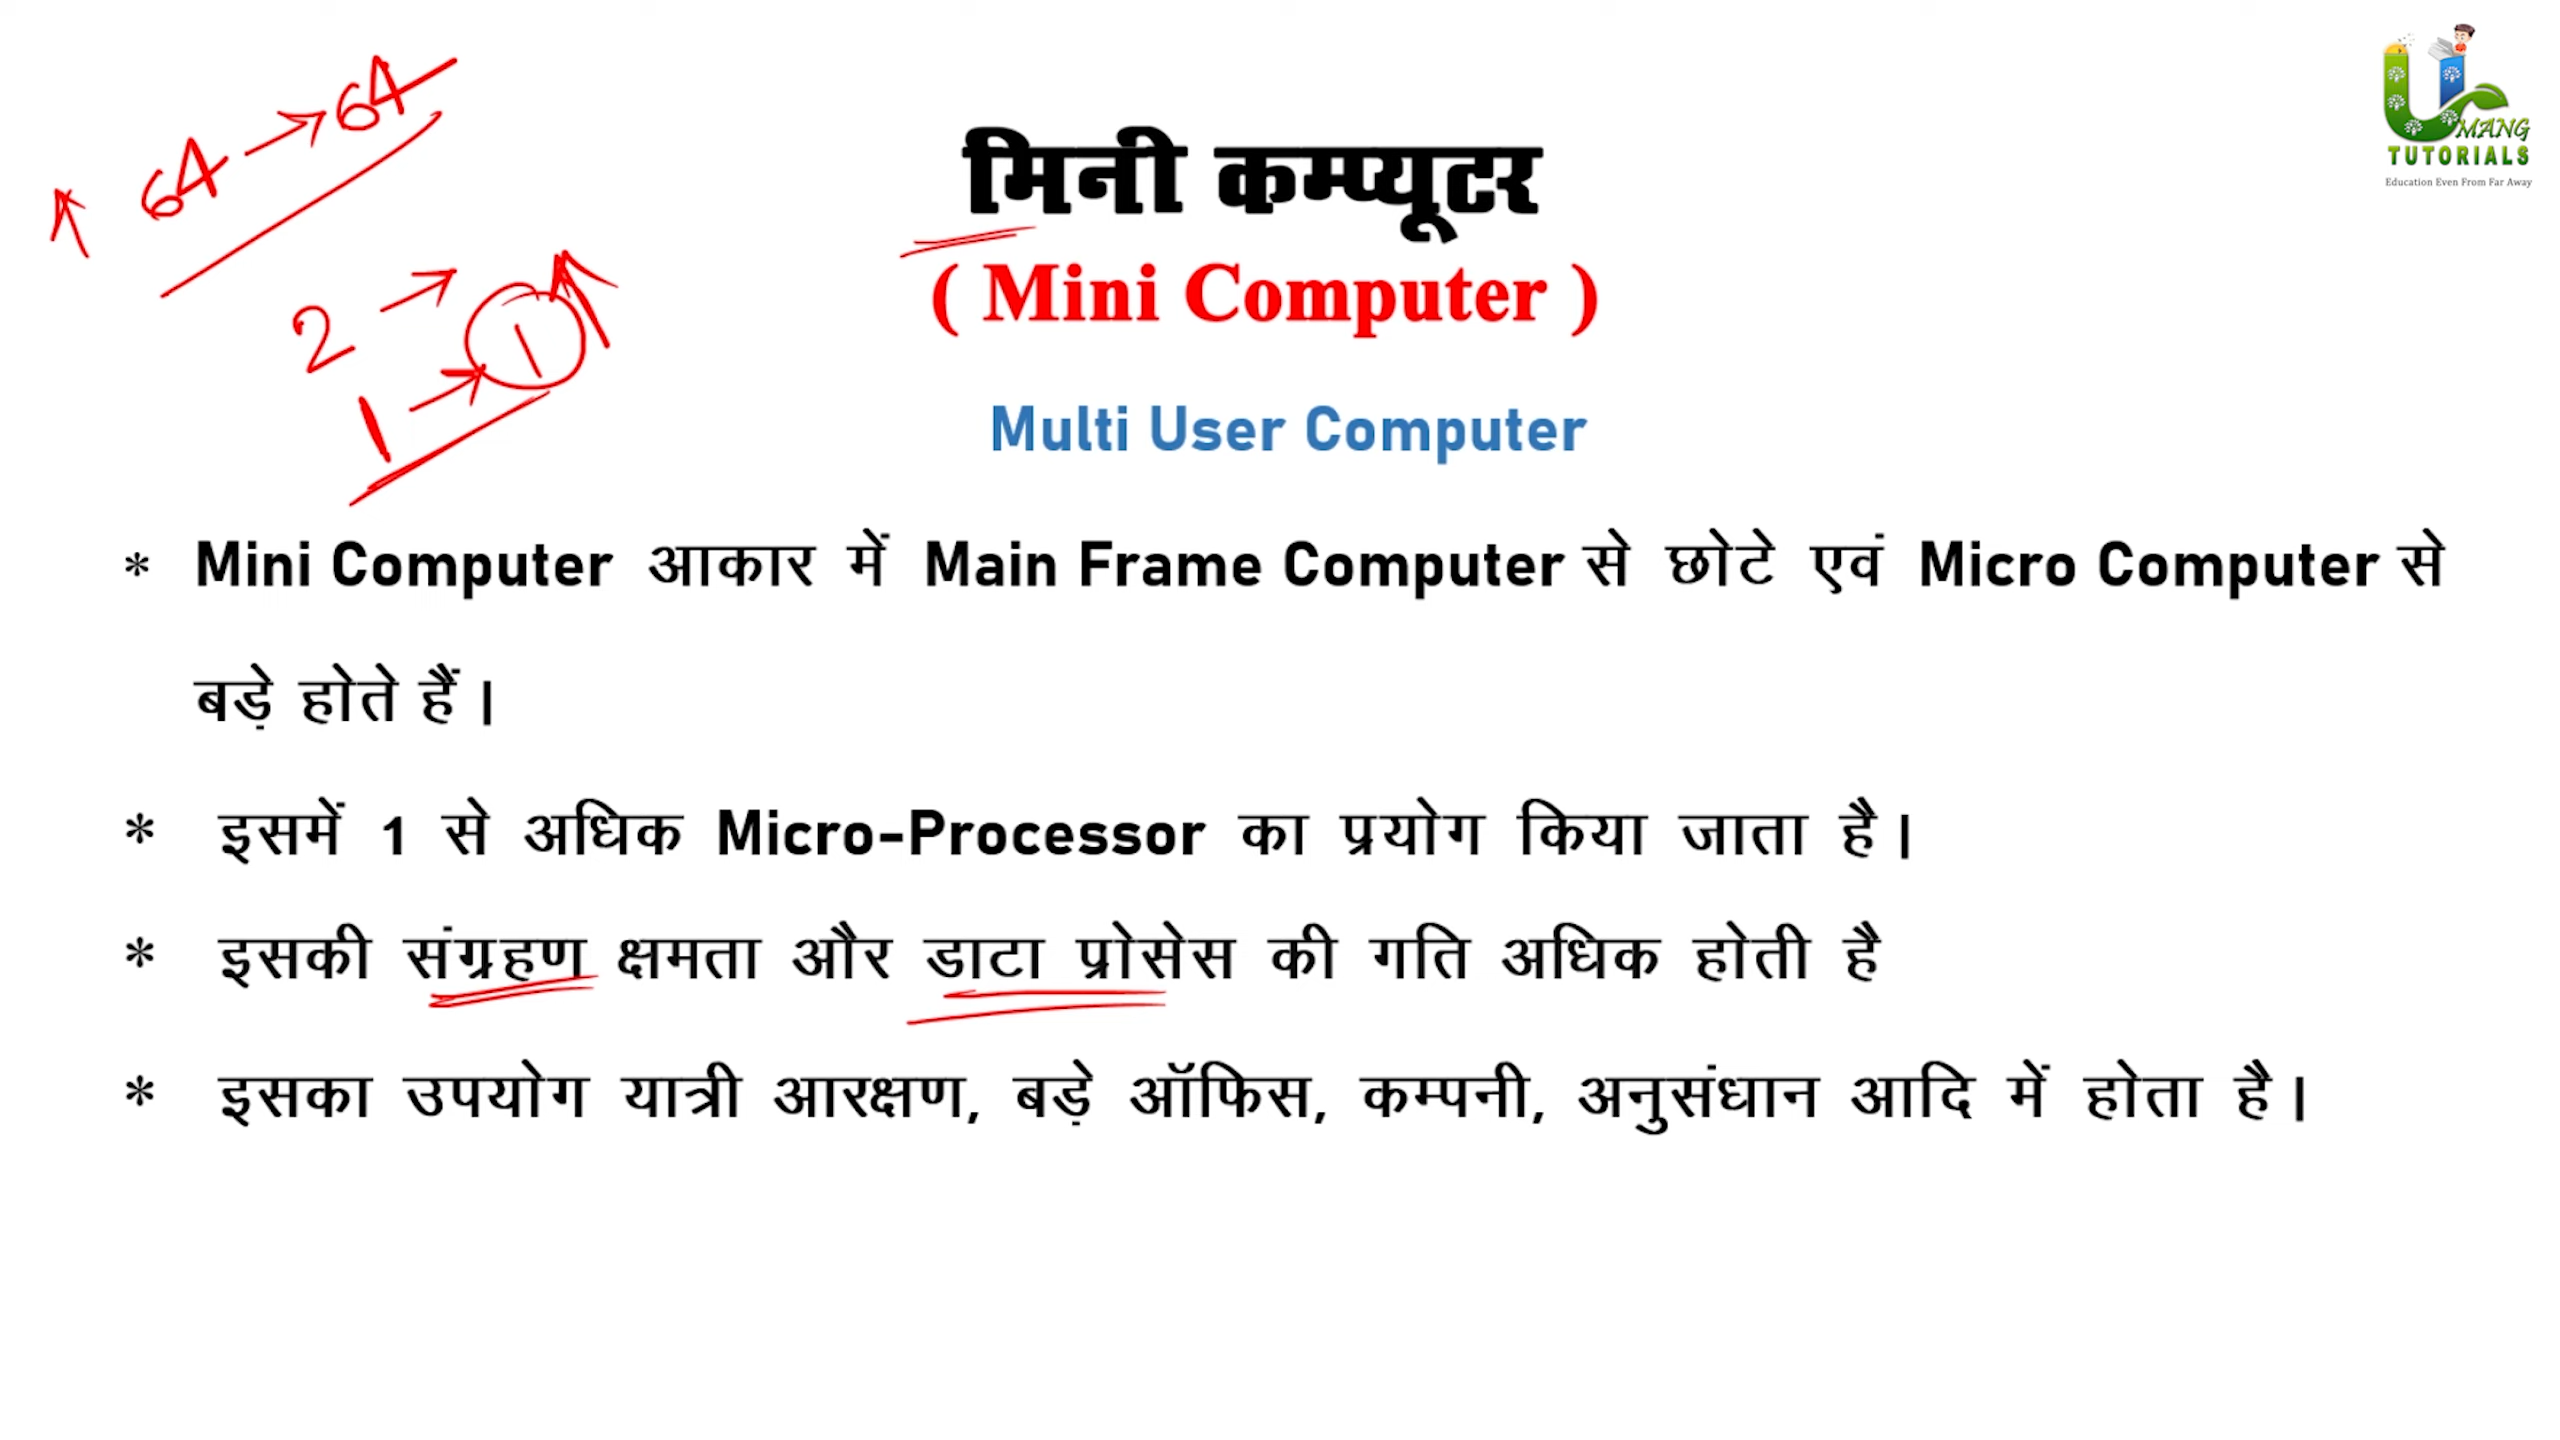 64 → 64
2 →
1 → 1
UMANG
TUTORIALS
Education Even From Far Away
मिनी कम्प्यूटर
( Mini Computer )
Multi User Computer
* Mini Computer आकार में Main Frame Computer से छोटे एवं Micro Computer से
बड़े होते हैं।
* इसमें 1 से अधिक Micro-Processor का प्रयोग किया जाता है।
* इसकी संग्रहण क्षमता और डाटा प्रोसेस की गति अधिक होती है
* इसका उपयोग यात्री आरक्षण, बड़े ऑफिस, कम्पनी, अनुसंधान आदि में होता है।